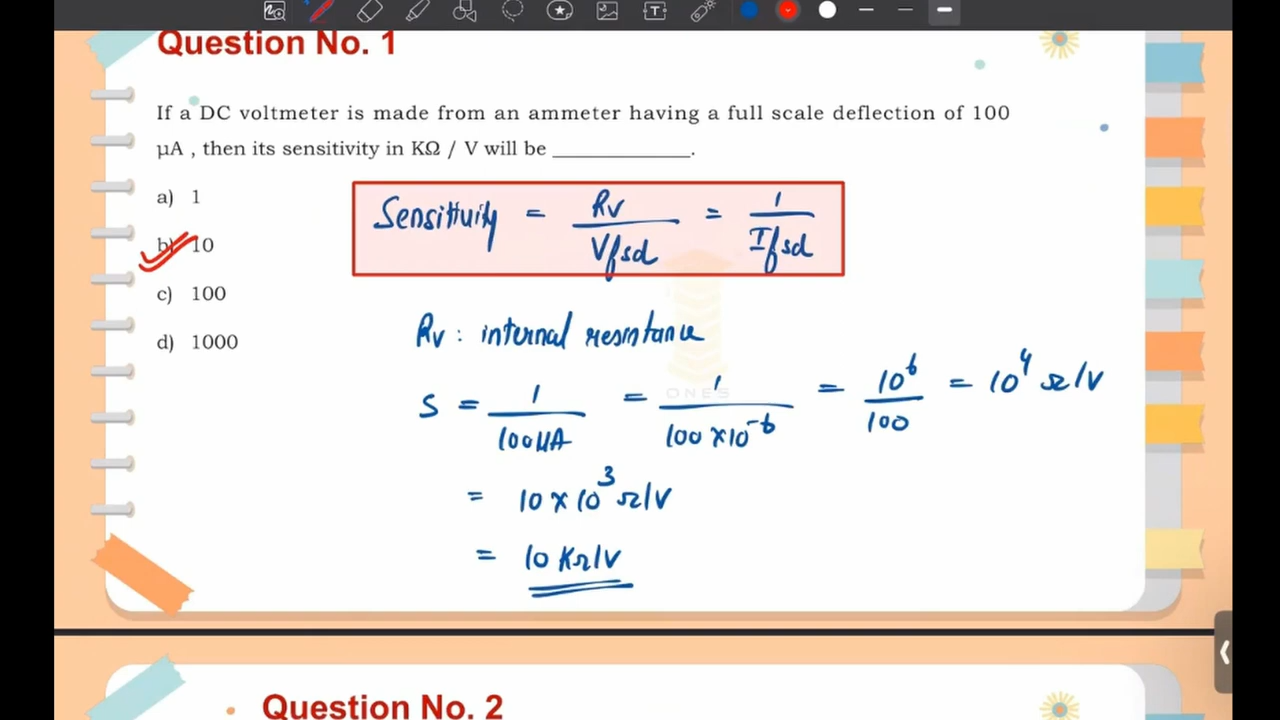 Question No. 1
If a DC voltmeter is made from an ammeter having a full scale deflection of 100
µA , then its sensitivity in KΩ / V will be _____________.
a) 1
b) 10
c) 100
d) 1000
Sensitivity = Rv / Vfsd = 1 / Ifsd
Rv : internal resistance
S = 1 / 100µA = 1 / 100×10⁻⁶ = 10⁶ / 100 = 10⁴ Ω/V
= 10 × 10³ Ω/V
= 10 KΩ/V
ONE'S
Question No. 2